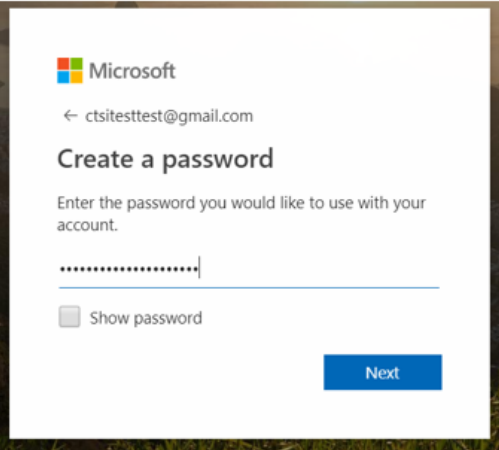 Microsoft
← ctsitesttest@gmail.com
Create a password
Enter the password you would like to use with your
account.
•••••••••••••••••••••
Show password
Next